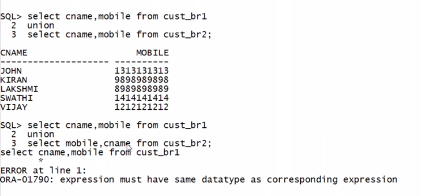 SQL> select cname,mobile from cust_br1
2 union
3 select cname,mobile from cust_br2;
CNAME MOBILE
-------------------- ----------
JOHN 1313131313
KIRAN 9898989898
LAKSHMI 8989898989
SWATHI 1414141414
VIJAY 1212121212
SQL> select cname,mobile from cust_br1
2 union
3 select mobile,cname from cust_br2;
select cname,mobile from cust_br1
*
ERROR at line 1:
ORA-01790: expression must have same datatype as corresponding expression